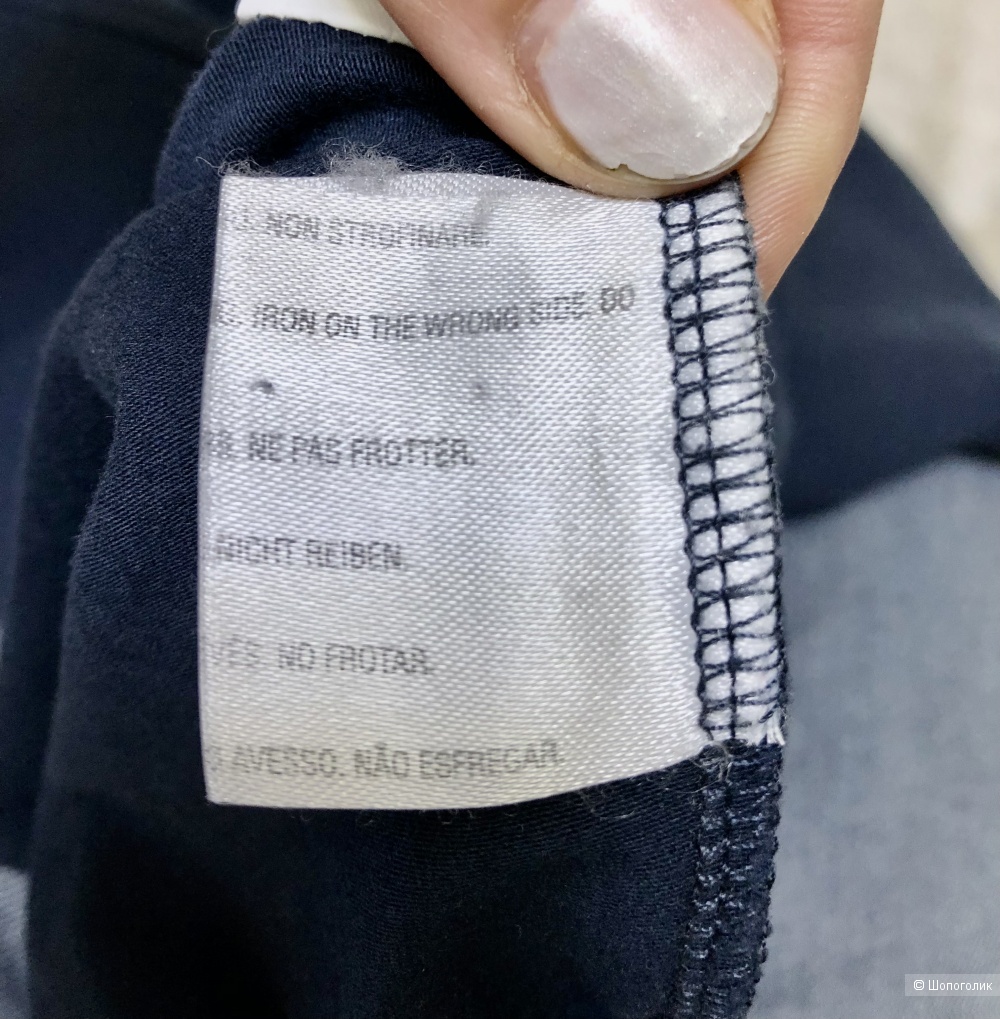 NON STROFINARE.
IRON ON THE WRONG SIDE. DO
NE PAS FROTTER.
NICHT REIBEN.
NO FROTAR.
AVESSO. NÃO ESFREGAR.
© Шопоголик